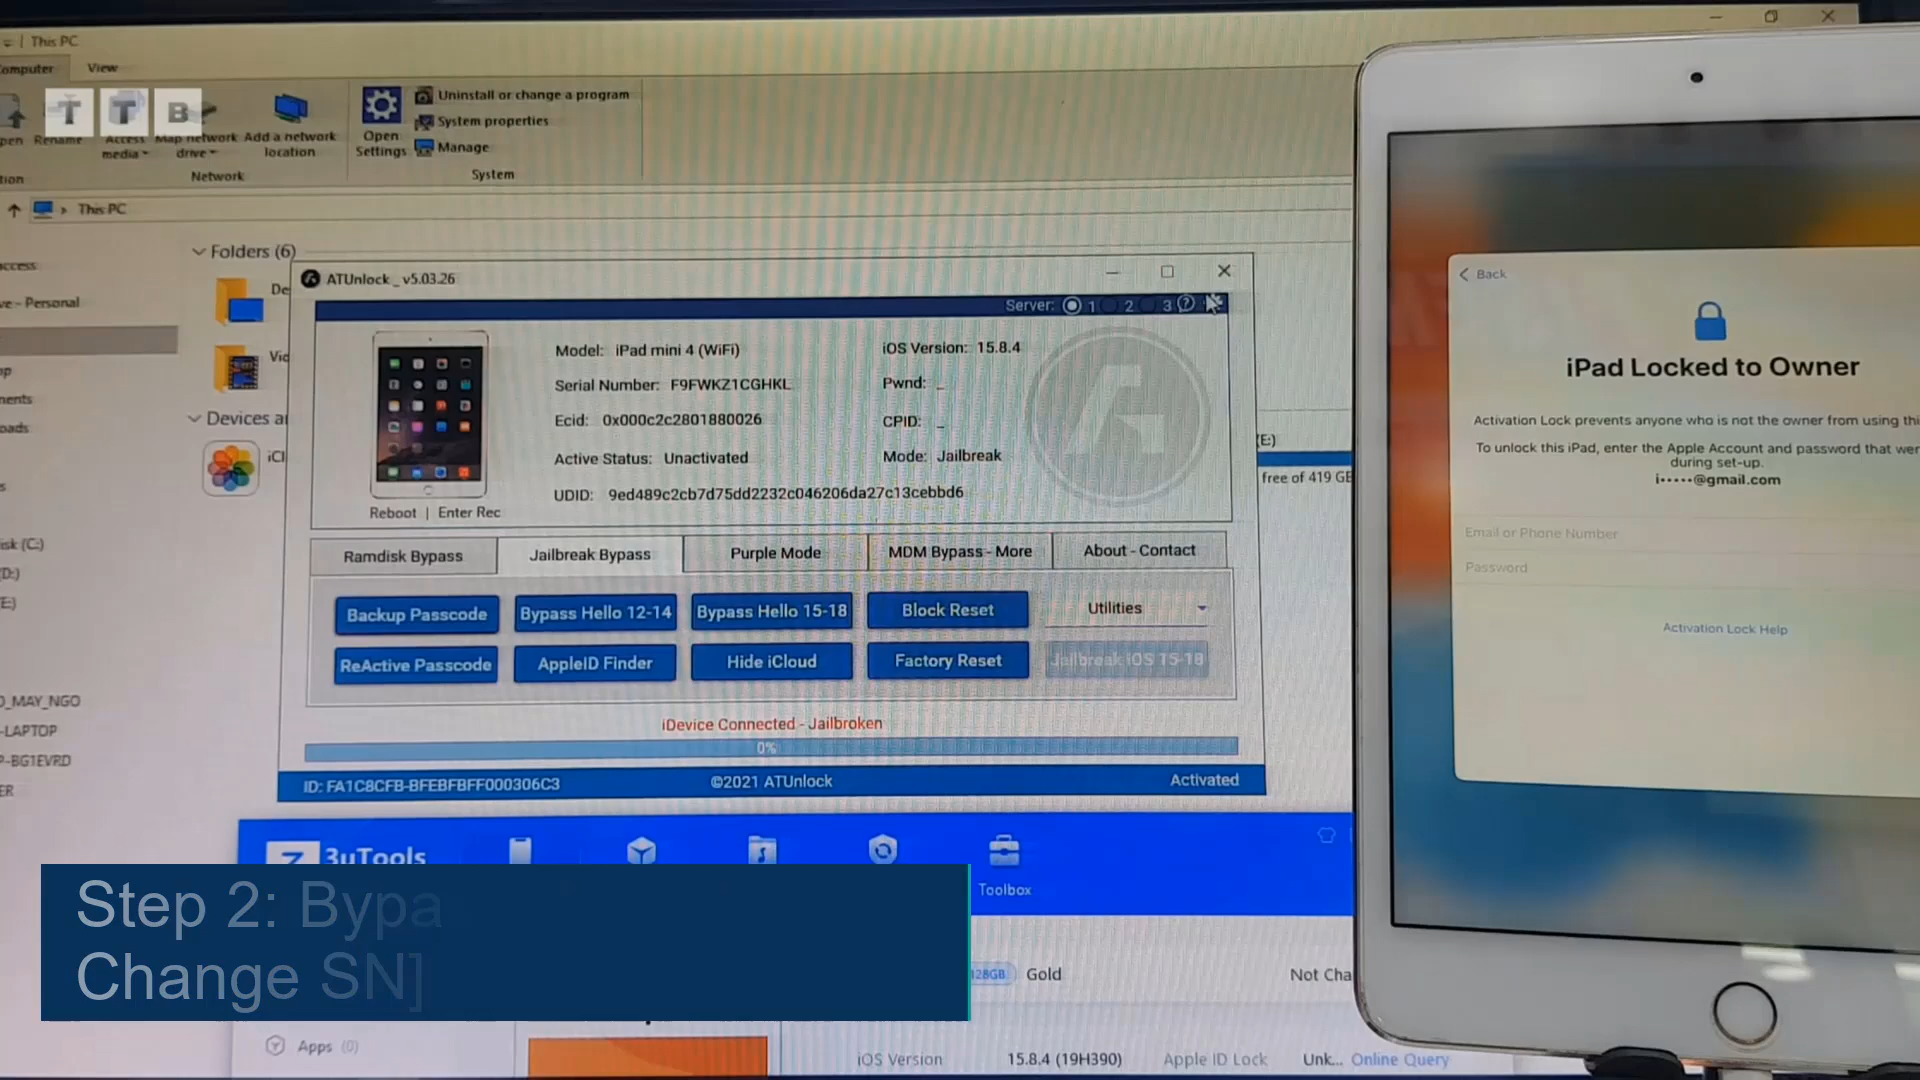 This PC
Computer
View
T T B
Rename
Access media
Map network drive
Add a network location
Network
Open Settings
Uninstall or change a program
System properties
Manage
System
This PC
Folders (6)
ATUnlock _ v5.03.26
Server: 1 2 3
Model: iPad mini 4 (WiFi)
iOS Version: 15.8.4
Serial Number: F9FWKZ1CGHKL
Pwnd: _
Ecid: 0x000c2c2801880026
CPID: _
Active Status: Unactivated
Mode: Jailbreak
UDID: 9ed489c2cb7d75dd2232c046206da27c13cebbd6
Reboot | Enter Rec
Ramdisk Bypass
Jailbreak Bypass
Purple Mode
MDM Bypass - More
About - Contact
Backup Passcode
Bypass Hello 12-14
Bypass Hello 15-18
Block Reset
Utilities
ReActive Passcode
AppleID Finder
Hide iCloud
Factory Reset
Jailbreak iOS 15-18
iDevice Connected - Jailbroken
0%
ID: FA1C8CFB-BFEBFBFF000306C3
©2021 ATUnlock
Activated
free of 419 GB
3uTools
Toolbox
Step 2: Bypa
Change SN]
128GB
Gold
Not Cha
Apps (0)
iOS Version
15.8.4 (19H390)
Apple ID Lock
Unk...
Online Query
Back
iPad Locked to Owner
Activation Lock prevents anyone who is not the owner from using thi
To unlock this iPad, enter the Apple Account and password that wer
during set-up.
i•••••@gmail.com
Email or Phone Number
Password
Activation Lock Help